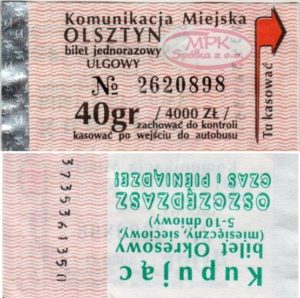 Komunikacja Miejska
OLSZTYN
bilet jednorazowy
ULGOWY
MPK
Spółka z o.o.
№ 2620898
40gr / 4000 ZŁ /
zachować do kontroli
kasować po wejściu do autobusu
Tu kasować
Kupując
bilet Okresowy
(miesięczny, sieciowy,
5-10 dniowy)
OSZCZĘDZASZ
CZAS i PIENIĄDZE!
3735361350